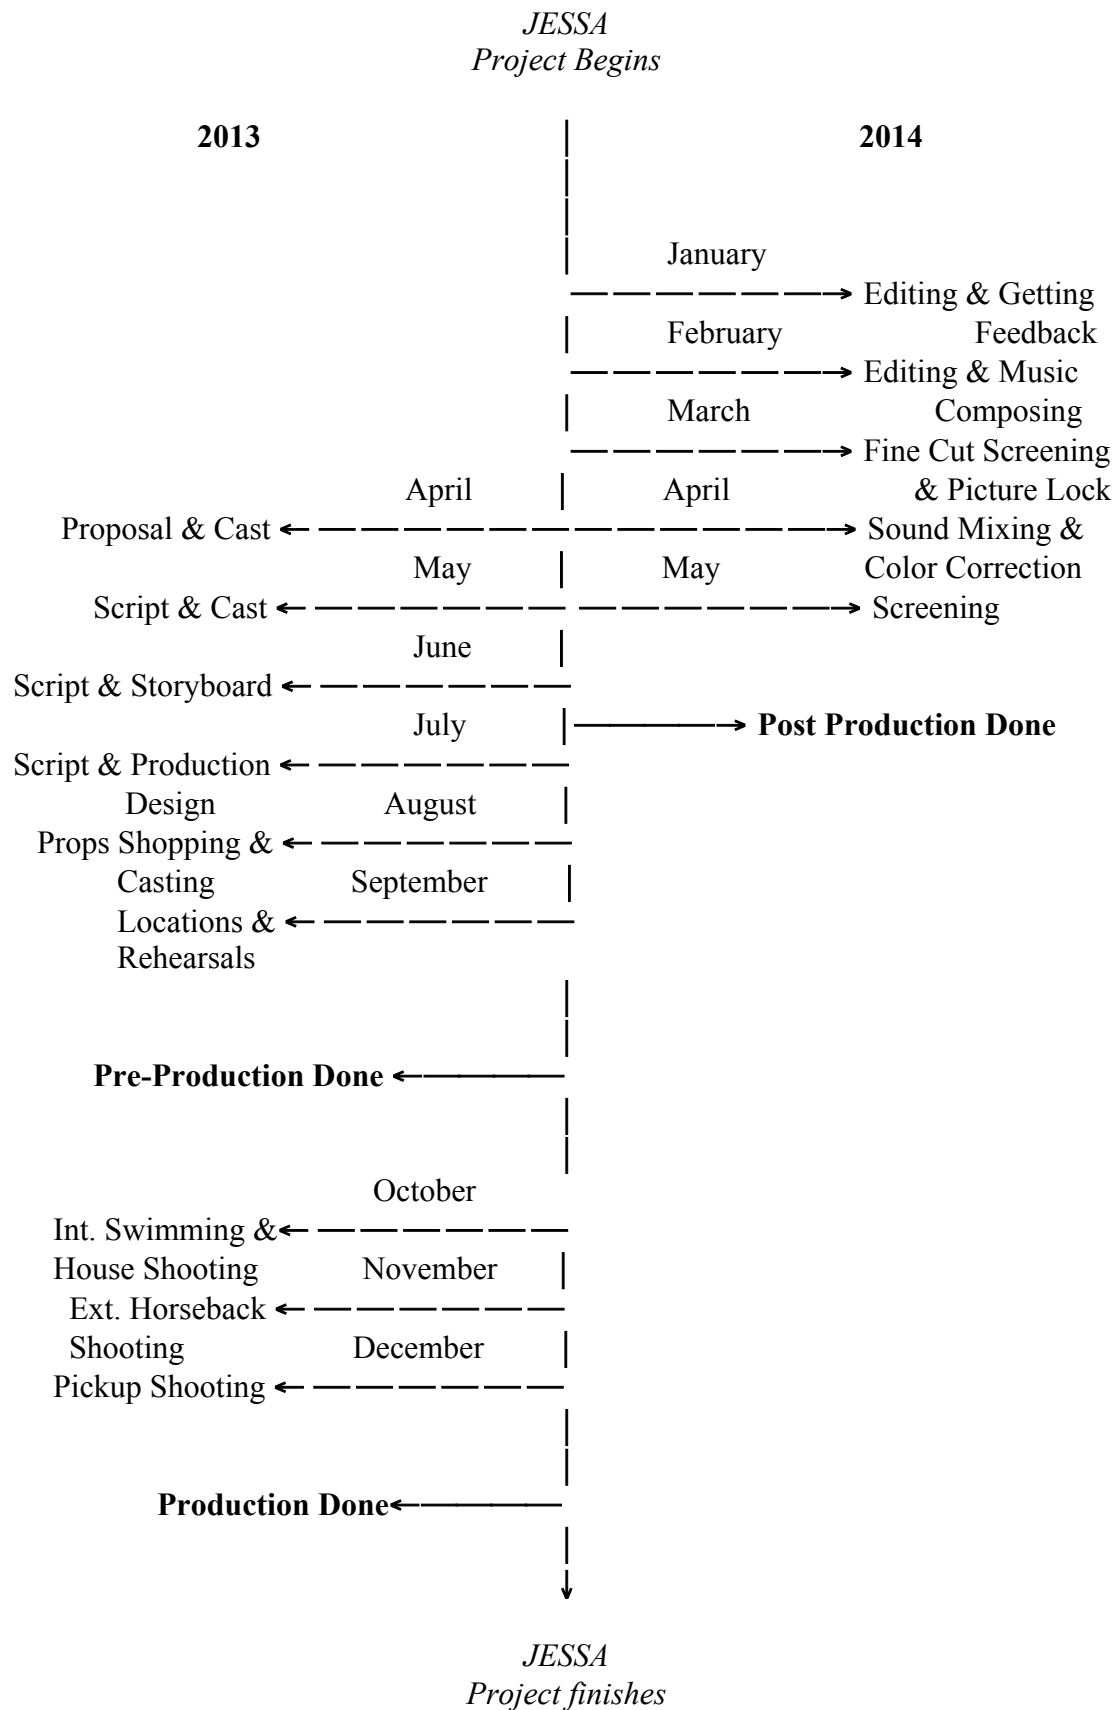 JESSA
Project Begins
2013
2014
January
Editing & Getting
February
Feedback
Editing & Music
March
Composing
Fine Cut Screening
April
April
& Picture Lock
Proposal & Cast
Sound Mixing &
May
May
Color Correction
Script & Cast
Screening
June
Script & Storyboard
July
Post Production Done
Script & Production
Design
August
Props Shopping &
Casting
September
Locations &
Rehearsals
Pre-Production Done
October
Int. Swimming &
House Shooting
November
Ext. Horseback
Shooting
December
Pickup Shooting
Production Done
JESSA
Project finishes